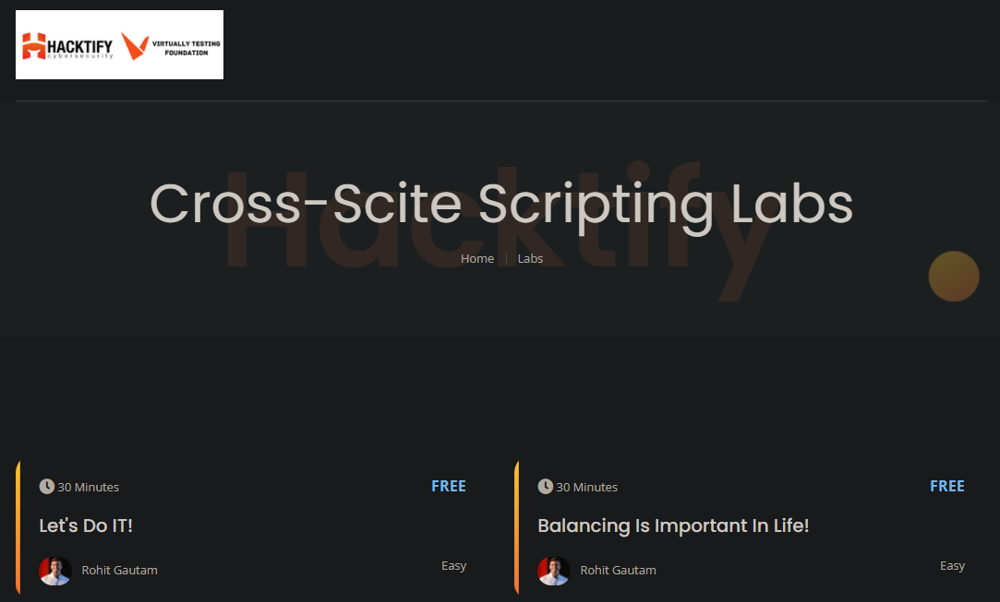 HACKTIFY
cybersecurity
VIRTUALLY TESTING
FOUNDATION
Hacktify
Cross-Scite Scripting Labs
Home | Labs
30 Minutes FREE
Let's Do IT!
Rohit Gautam Easy
30 Minutes FREE
Balancing Is Important In Life!
Rohit Gautam Easy